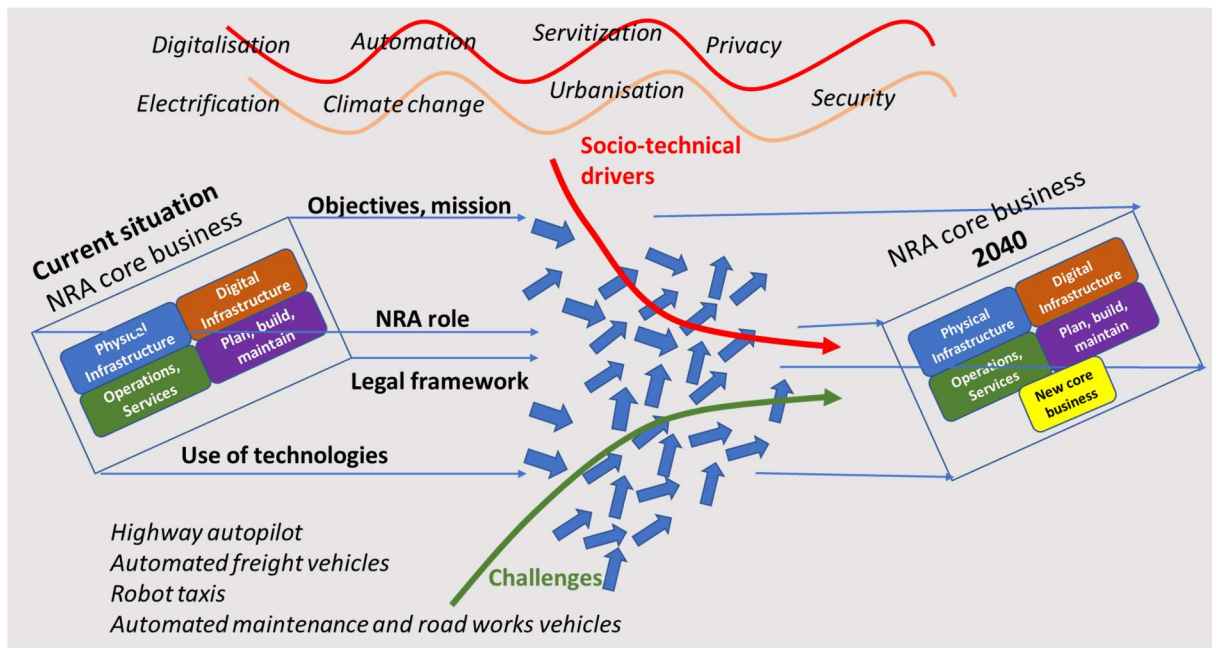 Digitalisation
Automation
Servitization
Privacy
Electrification
Climate change
Urbanisation
Security
Socio-technical
drivers
Current situation
NRA core business
Digital
Infrastructure
Physical
Infrastructure
Plan, build,
maintain
Operations,
Services
Objectives, mission
NRA role
Legal framework
Use of technologies
NRA core business
2040
Digital
Infrastructure
Physical
Infrastructure
Plan, build,
maintain
Operations,
Services
New core
business
Highway autopilot
Automated freight vehicles
Robot taxis
Automated maintenance and road works vehicles
Challenges